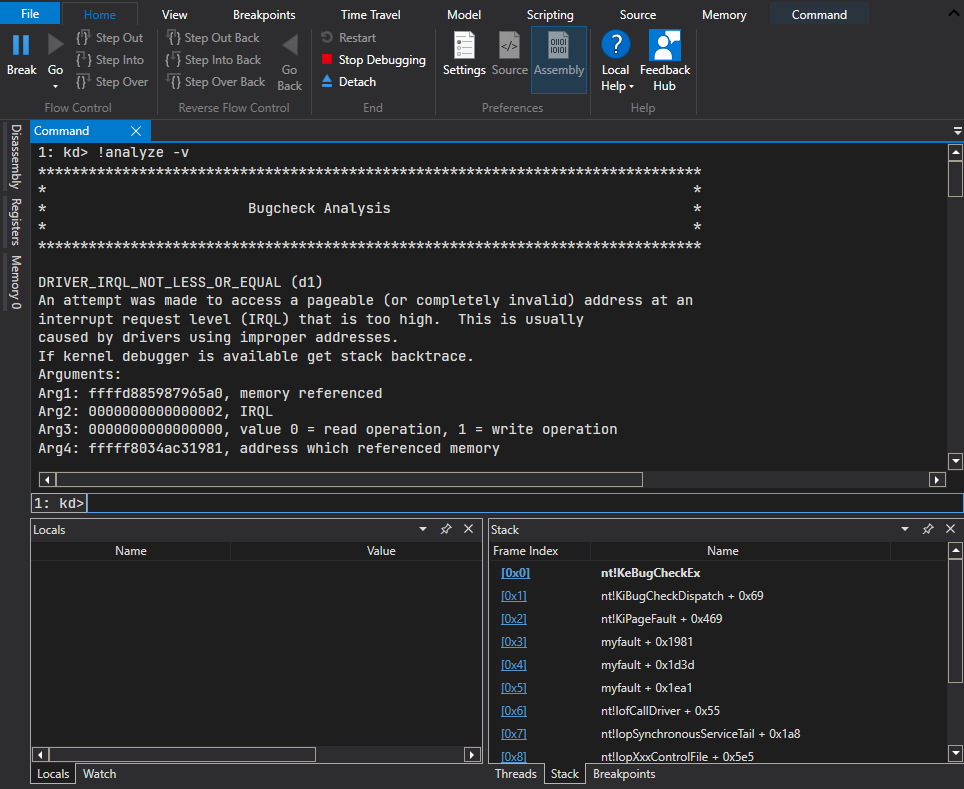 File Home View Breakpoints Time Travel Model Scripting Source Memory Command
Break
Go
Step Out
Step Into
Step Over
Flow Control
Step Out Back
Step Into Back
Step Over Back
Go Back
Reverse Flow Control
Restart
Stop Debugging
Detach
End
Settings
Source
Assembly
Preferences
Local Help
Feedback Hub
Help
Disassembly
Registers
Memory 0
Command
1: kd> !analyze -v
*******************************************************************************
*                                                                             *
*                        Bugcheck Analysis                                    *
*                                                                             *
*******************************************************************************
DRIVER_IRQL_NOT_LESS_OR_EQUAL (d1)
An attempt was made to access a pageable (or completely invalid) address at an
interrupt request level (IRQL) that is too high.  This is usually
caused by drivers using improper addresses.
If kernel debugger is available get stack backtrace.
Arguments:
Arg1: ffffd885987965a0, memory referenced
Arg2: 0000000000000002, IRQL
Arg3: 0000000000000000, value 0 = read operation, 1 = write operation
Arg4: fffff8034ac31981, address which referenced memory
1: kd>
Locals
Name Value
Locals Watch
Stack
Frame Index Name
[0x0] nt!KeBugCheckEx
[0x1] nt!KiBugCheckDispatch + 0x69
[0x2] nt!KiPageFault + 0x469
[0x3] myfault + 0x1981
[0x4] myfault + 0x1d3d
[0x5] myfault + 0x1ea1
[0x6] nt!IofCallDriver + 0x55
[0x7] nt!IopSynchronousServiceTail + 0x1a8
[0x8] nt!IopXxxControlFile + 0x5e5
Threads Stack Breakpoints